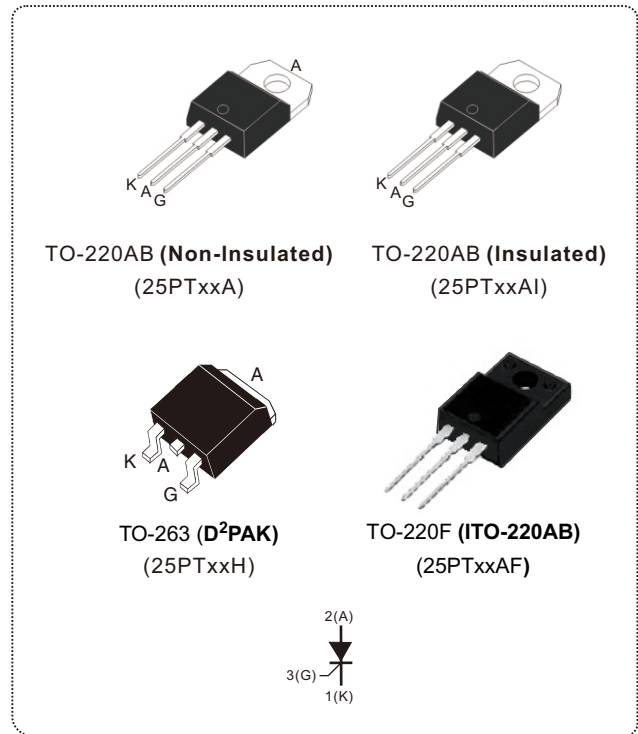 A
K
A
G
K
A
G
TO-220AB (Non-Insulated)
(25PTxxA)
TO-220AB (Insulated)
(25PTxxAI)
A
K
A
G
TO-263 (D²PAK)
(25PTxxH)
TO-220F (ITO-220AB)
(25PTxxAF)
2(A)
3(G)
1(K)